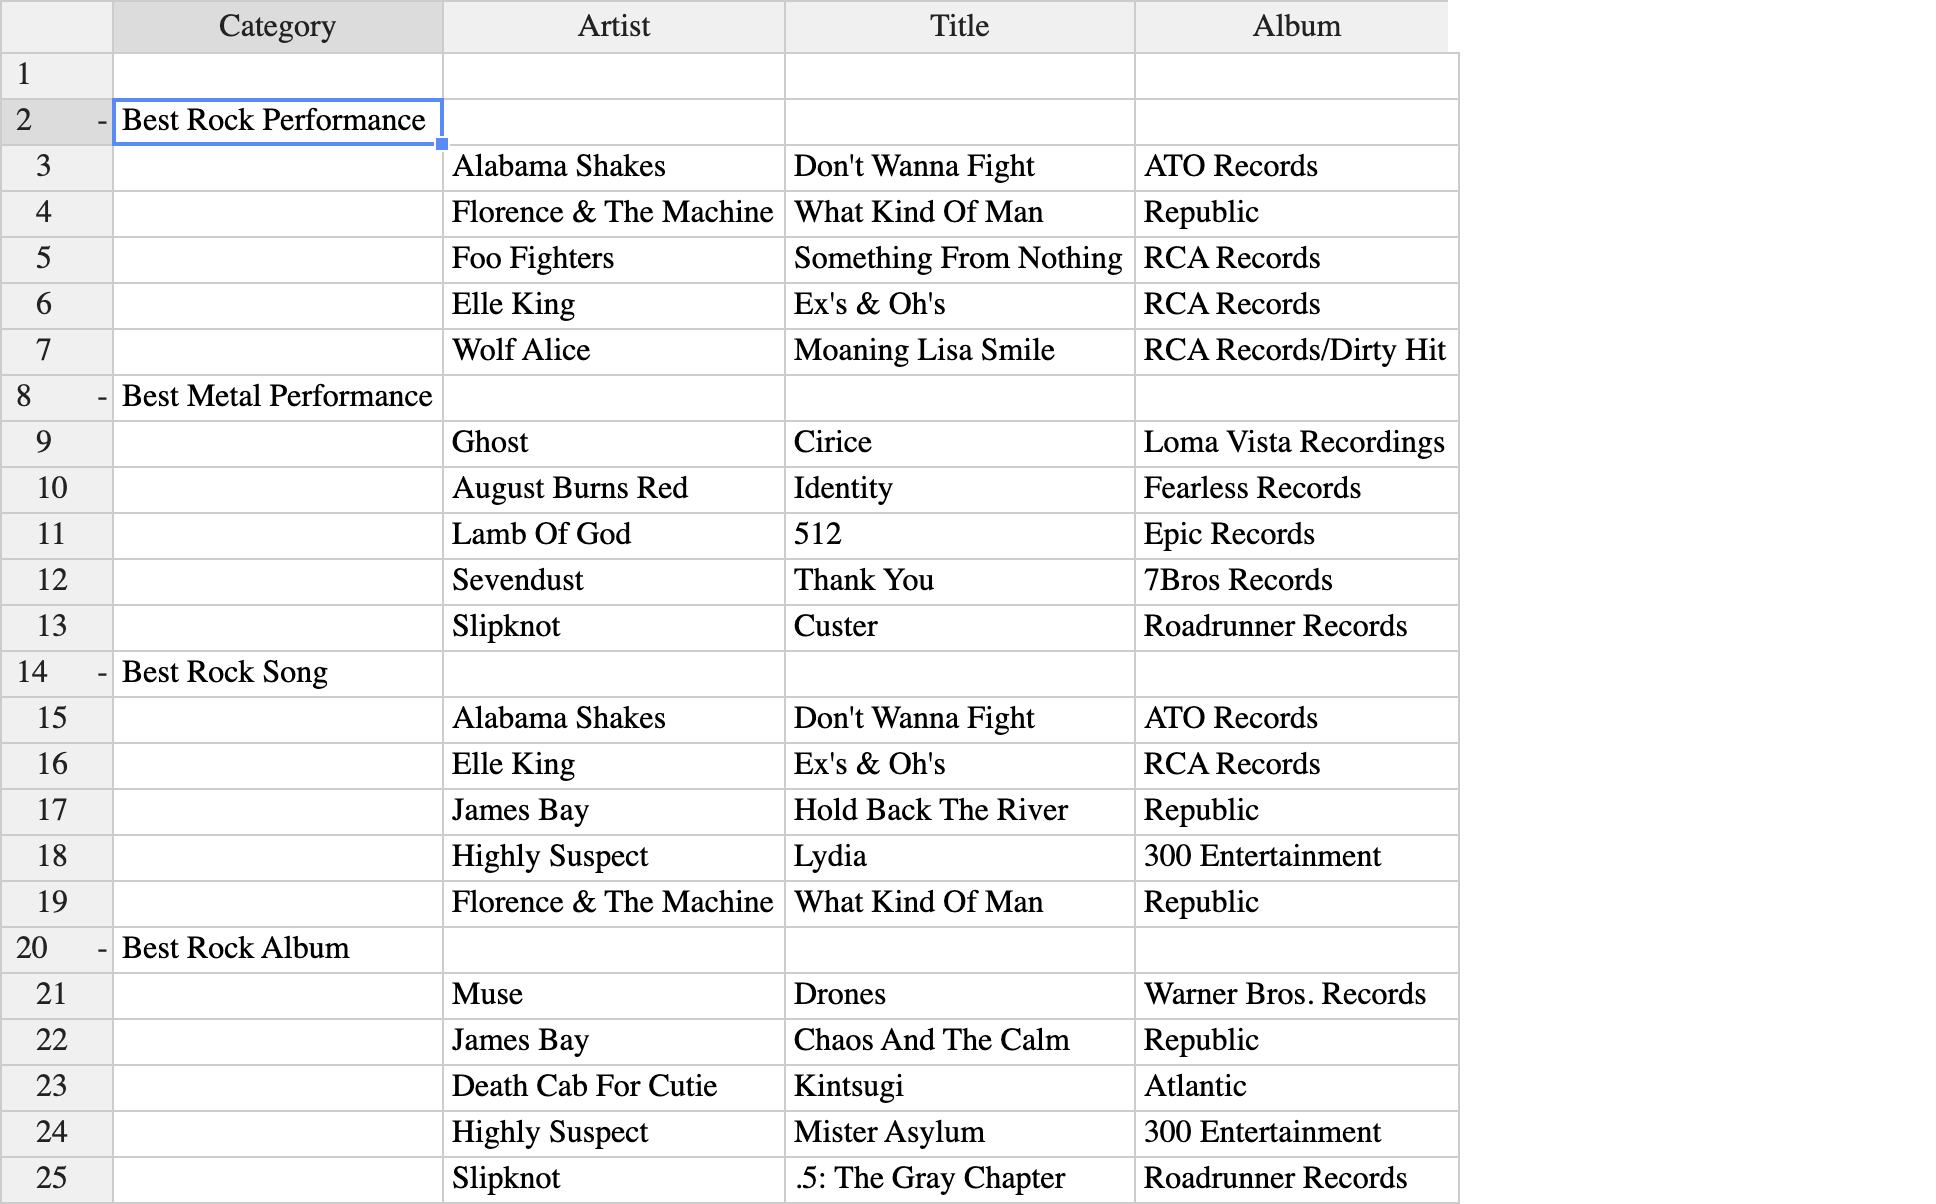 Category Artist Title Album
1
2 - Best Rock Performance
3 Alabama Shakes Don't Wanna Fight ATO Records
4 Florence & The Machine What Kind Of Man Republic
5 Foo Fighters Something From Nothing RCA Records
6 Elle King Ex's & Oh's RCA Records
7 Wolf Alice Moaning Lisa Smile RCA Records/Dirty Hit
8 - Best Metal Performance
9 Ghost Cirice Loma Vista Recordings
10 August Burns Red Identity Fearless Records
11 Lamb Of God 512 Epic Records
12 Sevendust Thank You 7Bros Records
13 Slipknot Custer Roadrunner Records
14 - Best Rock Song
15 Alabama Shakes Don't Wanna Fight ATO Records
16 Elle King Ex's & Oh's RCA Records
17 James Bay Hold Back The River Republic
18 Highly Suspect Lydia 300 Entertainment
19 Florence & The Machine What Kind Of Man Republic
20 - Best Rock Album
21 Muse Drones Warner Bros. Records
22 James Bay Chaos And The Calm Republic
23 Death Cab For Cutie Kintsugi Atlantic
24 Highly Suspect Mister Asylum 300 Entertainment
25 Slipknot .5: The Gray Chapter Roadrunner Records